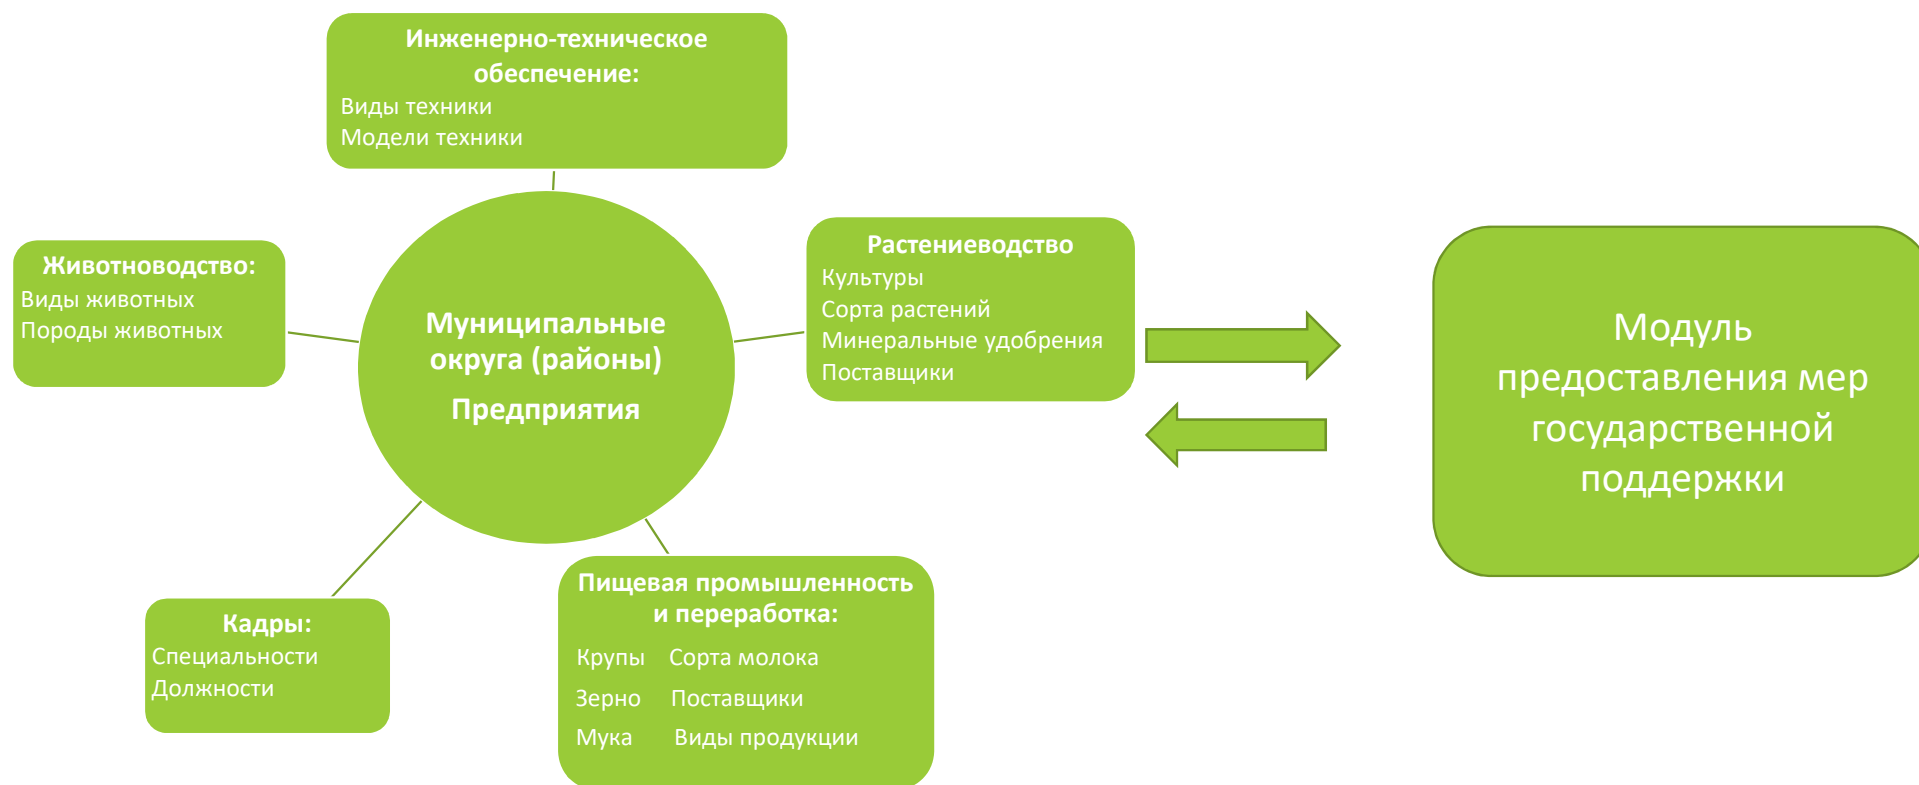 Инженерно-техническое
обеспечение:
Виды техники
Модели техники
Животноводство:
Виды животных
Породы животных
Муниципальные
округа (районы)
Предприятия
Растениеводство
Культуры
Сорта растений
Минеральные удобрения
Поставщики
Модуль
предоставления мер
государственной
поддержки
Кадры:
Специальности
Должности
Пищевая промышленность
и переработка:
Крупы Сорта молока
Зерно Поставщики
Мука Виды продукции